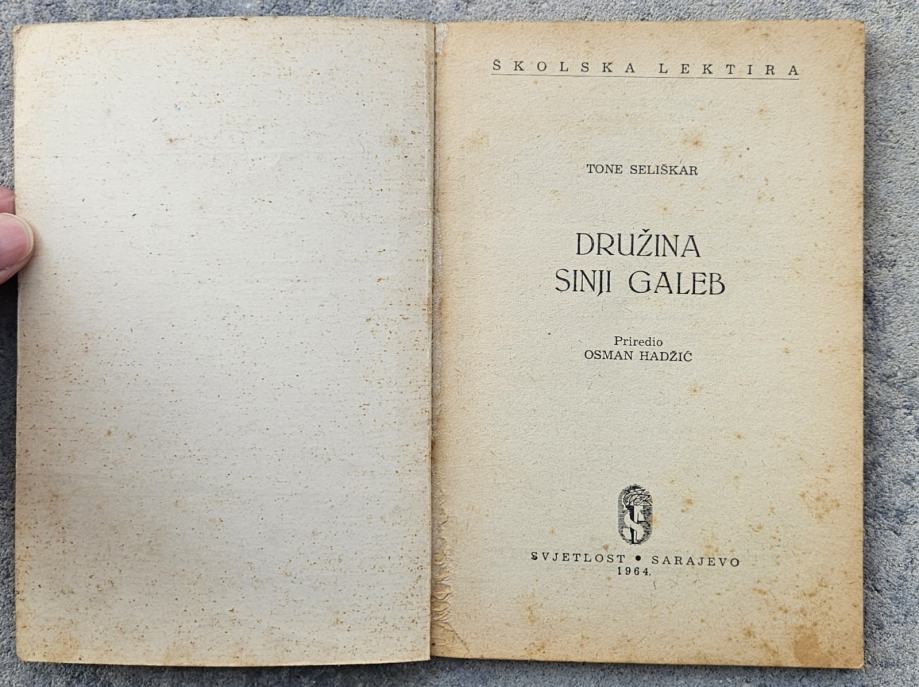 ŠKOLSKA LEKTIRA
TONE SELIŠKAR
DRUŽINA
SINJI GALEB
Priredio
OSMAN HADŽIĆ
SVJETLOST • SARAJEVO
1964.